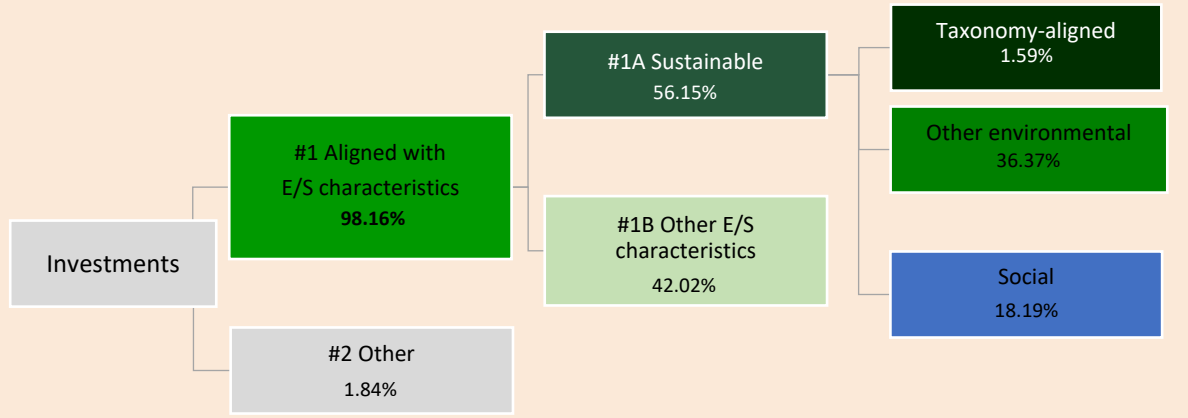 Investments
#1 Aligned with
E/S characteristics
98.16%
#2 Other
1.84%
#1A Sustainable
56.15%
#1B Other E/S
characteristics
42.02%
Taxonomy-aligned
1.59%
Other environmental
36.37%
Social
18.19%